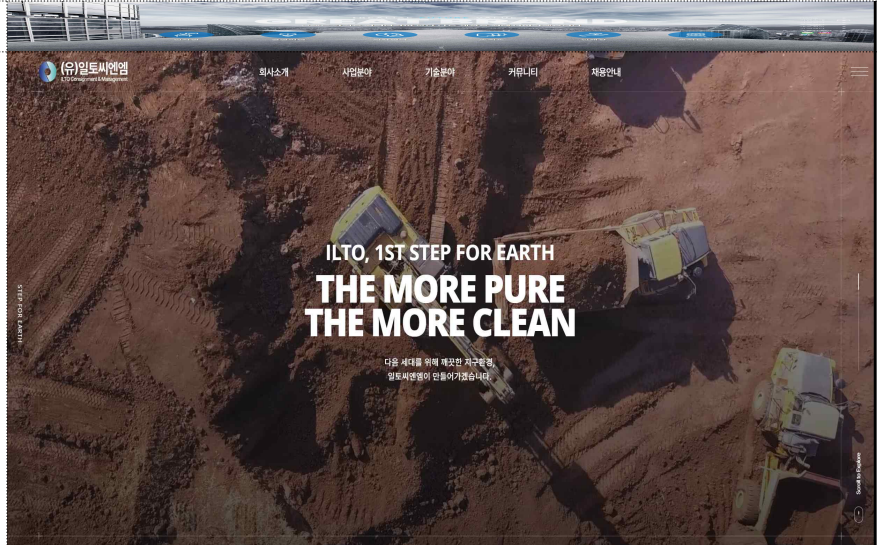 (유)일토씨엔엠
ILTO Consignment & Management
회사소개
사업분야
기술분야
커뮤니티
채용안내
ILTO, 1ST STEP FOR EARTH
THE MORE PURE
THE MORE CLEAN
다음 세대를 위해 깨끗한 지구환경,
일토씨엔엠이 만들어가겠습니다.
STEP FOR EARTH
Scroll to Explore